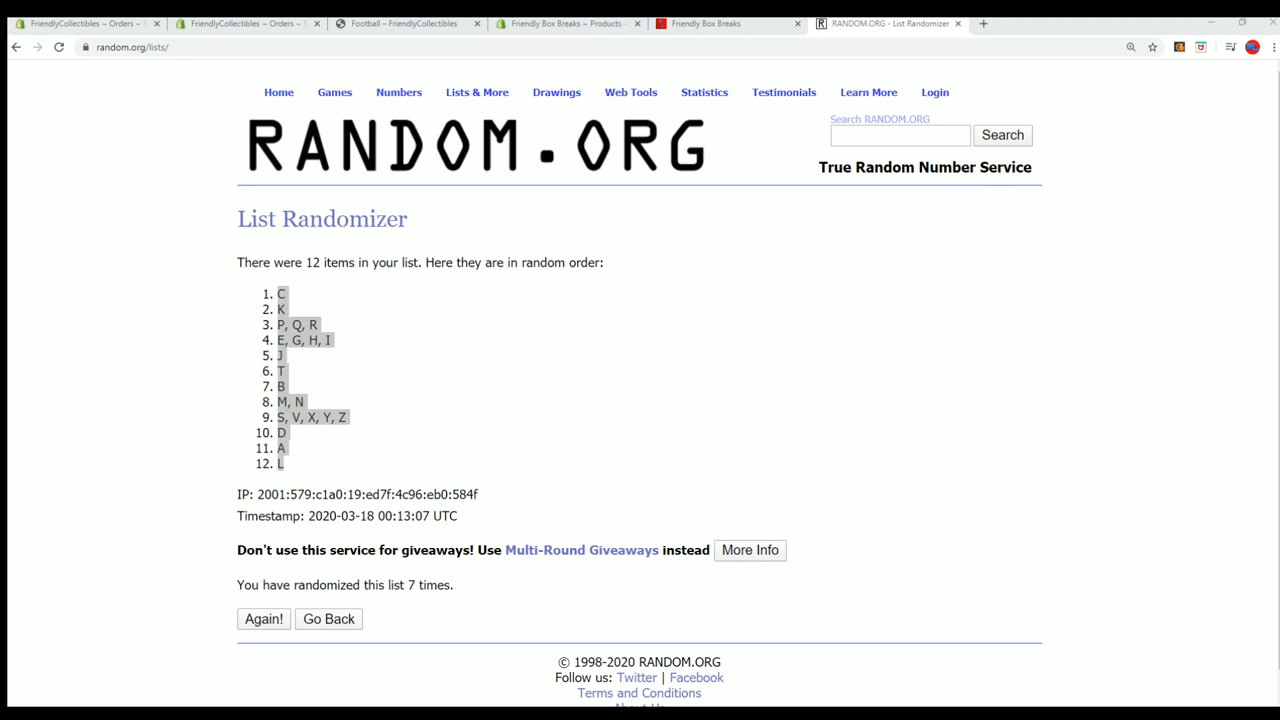 FriendlyCollectibles ~ Orders ~ FriendlyCollectibles ~ Orders ~ Football – FriendlyCollectibles Friendly Box Breaks ~ Products ~ Friendly Box Breaks RANDOM.ORG - List Randomizer
random.org/lists/
Home Games Numbers Lists & More Drawings Web Tools Statistics Testimonials Learn More Login
RANDOM.ORG
Search RANDOM.ORG
Search
True Random Number Service
List Randomizer
There were 12 items in your list. Here they are in random order:
1. C
2. K
3. P, Q, R
4. E, G, H, I
5. J
6. T
7. B
8. M, N
9. S, V, X, Y, Z
10. D
11. A
12. L
IP: 2001:579:c1a0:19:ed7f:4c96:eb0:584f
Timestamp: 2020-03-18 00:13:07 UTC
Don't use this service for giveaways! Use Multi-Round Giveaways instead More Info
You have randomized this list 7 times.
Again! Go Back
© 1998-2020 RANDOM.ORG
Follow us: Twitter | Facebook
Terms and Conditions
About Us